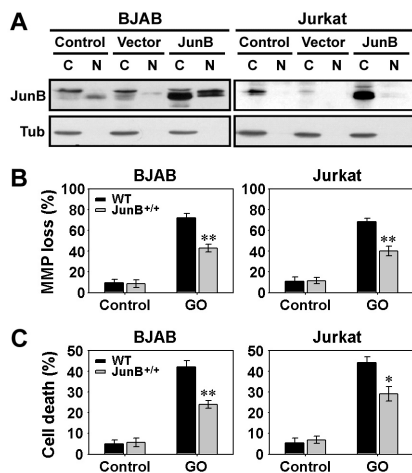 A
BJAB Jurkat
Control Vector JunB Control Vector JunB
C N C N C N C N C N C N
JunB
Tub
B
BJAB Jurkat
MMP loss (%)
100
80
60
40
20
0
WT
JunB+/+
**
Control GO
100
80
60
40
20
0
**
Control GO
C
BJAB Jurkat
Cell death (%)
50
40
30
20
10
0
WT
JunB+/+
**
Control GO
50
40
30
20
10
0
*
Control GO